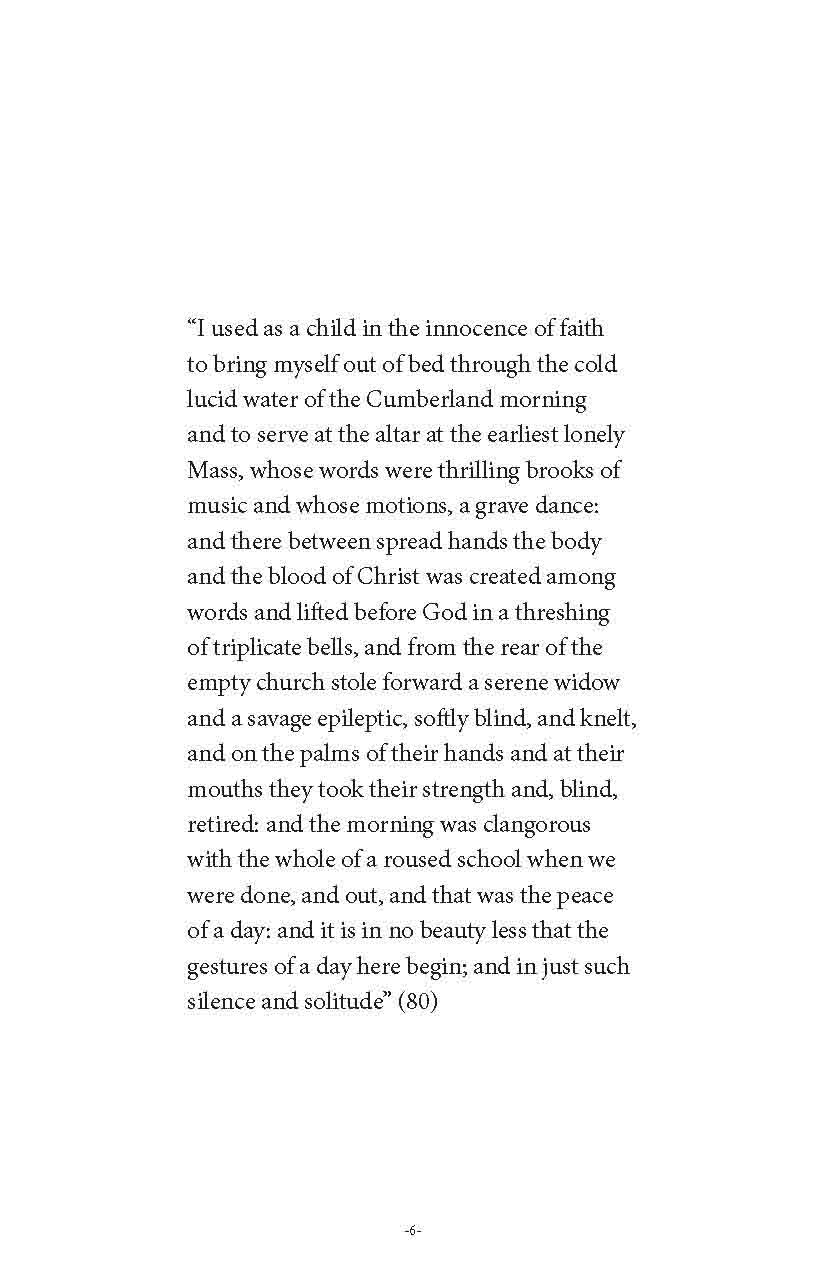 “I used as a child in the innocence of faith
to bring myself out of bed through the cold
lucid water of the Cumberland morning
and to serve at the altar at the earliest lonely
Mass, whose words were thrilling brooks of
music and whose motions, a grave dance:
and there between spread hands the body
and the blood of Christ was created among
words and lifted before God in a threshing
of triplicate bells, and from the rear of the
empty church stole forward a serene widow
and a savage epileptic, softly blind, and knelt,
and on the palms of their hands and at their
mouths they took their strength and, blind,
retired: and the morning was clangorous
with the whole of a roused school when we
were done, and out, and that was the peace
of a day: and it is in no beauty less that the
gestures of a day here begin; and in just such
silence and solitude” (80)
-6-